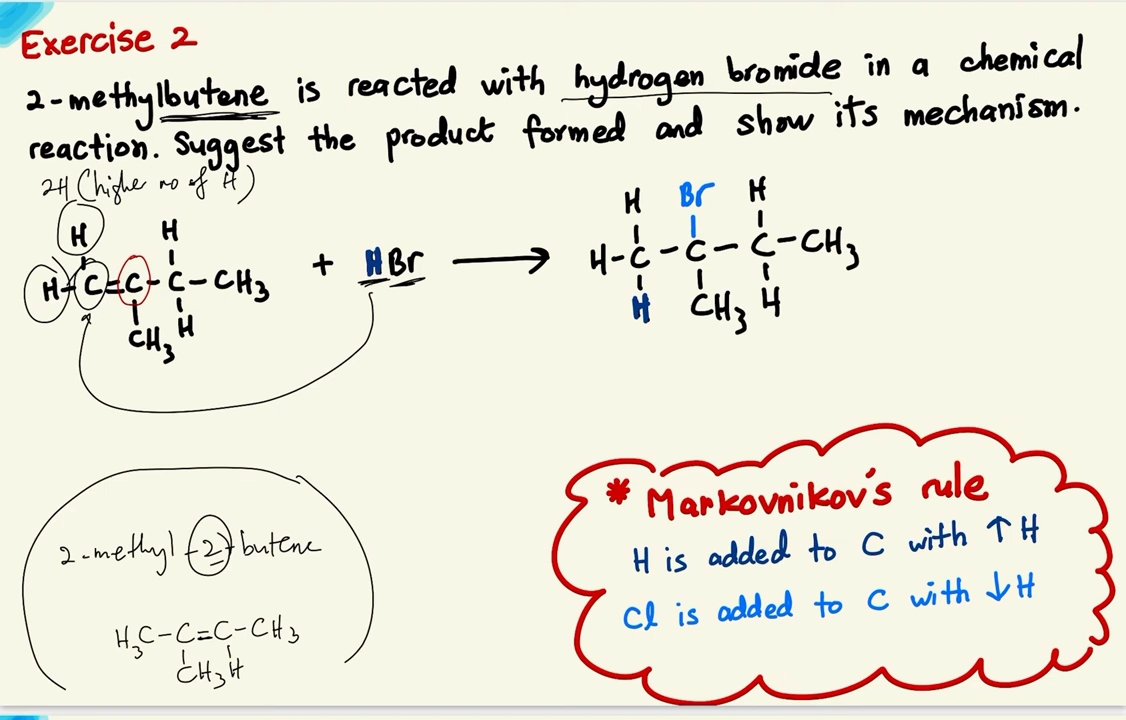 Exercise 2
2-methylbutene is reacted with hydrogen bromide in a chemical
reaction. Suggest the product formed and show its mechanism.
2H (higher no of H)
H H
H-C=C-C-CH3 + HBr ⟶
CH3 H
H Br H
H-C-C-C-CH3
H CH3 H
2-methyl-2-butene
H3C-C=C-CH3
CH3 H
* Markovnikov's rule
H is added to C with ↑ H
Cl is added to C with ↓ H